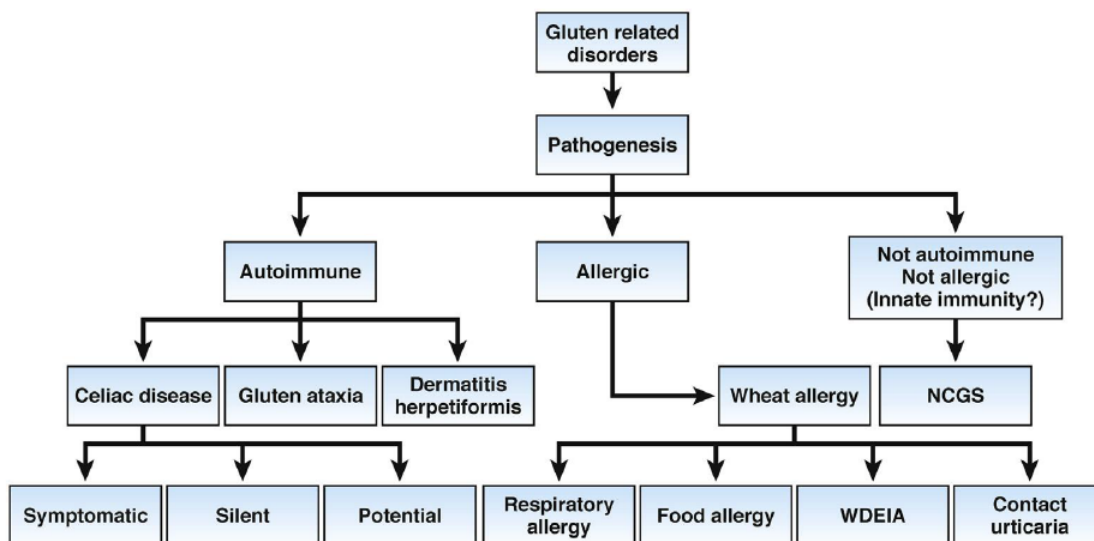 Gluten related
disorders
Pathogenesis
Autoimmune
Allergic
Not autoimmune
Not allergic
(Innate immunity?)
Celiac disease
Gluten ataxia
Dermatitis
herpetiformis
Wheat allergy
NCGS
Symptomatic
Silent
Potential
Respiratory
allergy
Food allergy
WDEIA
Contact
urticaria